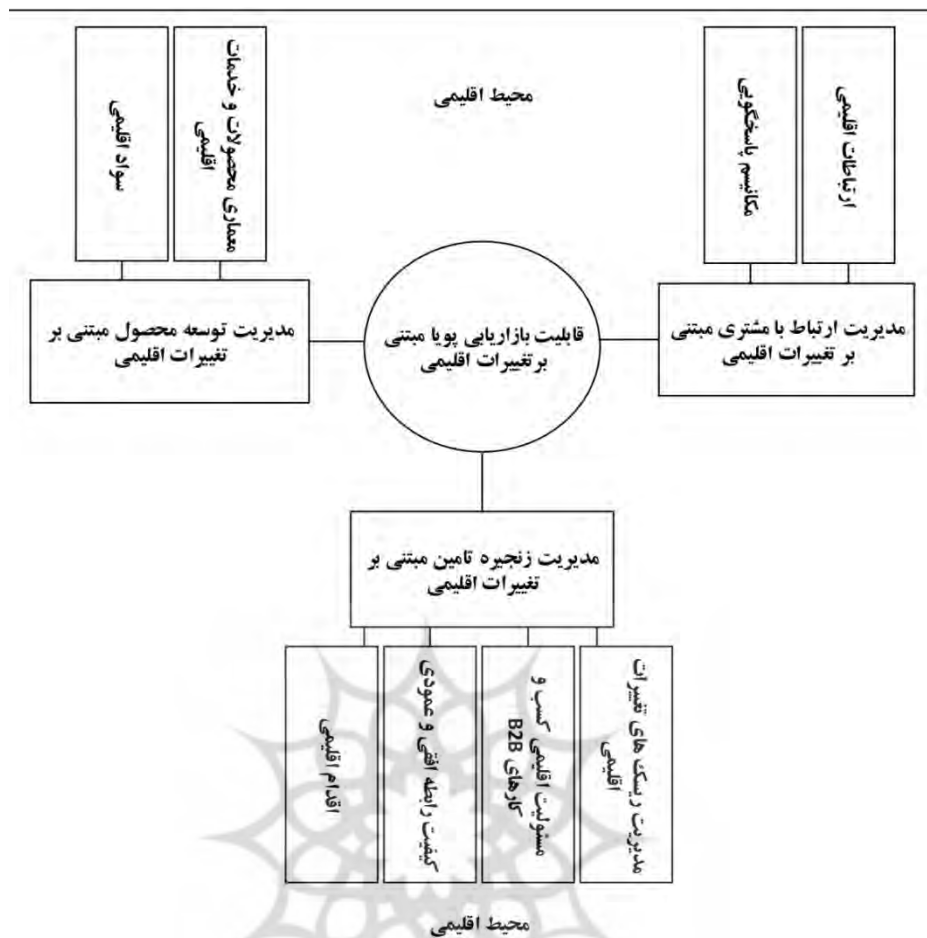 محیط اقلیمی
ارتباطات اقلیمی
مکانیسم پاسخگویی
معماری محصولات و خدمات
اقلیمی
سواد اقلیمی
مدیریت ارتباط با مشتری مبتنی
بر تغییرات اقلیمی
قابلیت بازاریابی پویا مبتنی
بر تغییرات اقلیمی
مدیریت توسعه محصول مبتنی بر
تغییرات اقلیمی
مدیریت زنجیره تامین مبتنی بر
تغییرات اقلیمی
مدیریت ریسک های تغییرات
اقلیمی
مسئولیت اقلیمی کسب و
کارهای B2B
کیفیت رابطه افقی و عمودی
اقدام اقلیمی
محیط اقلیمی